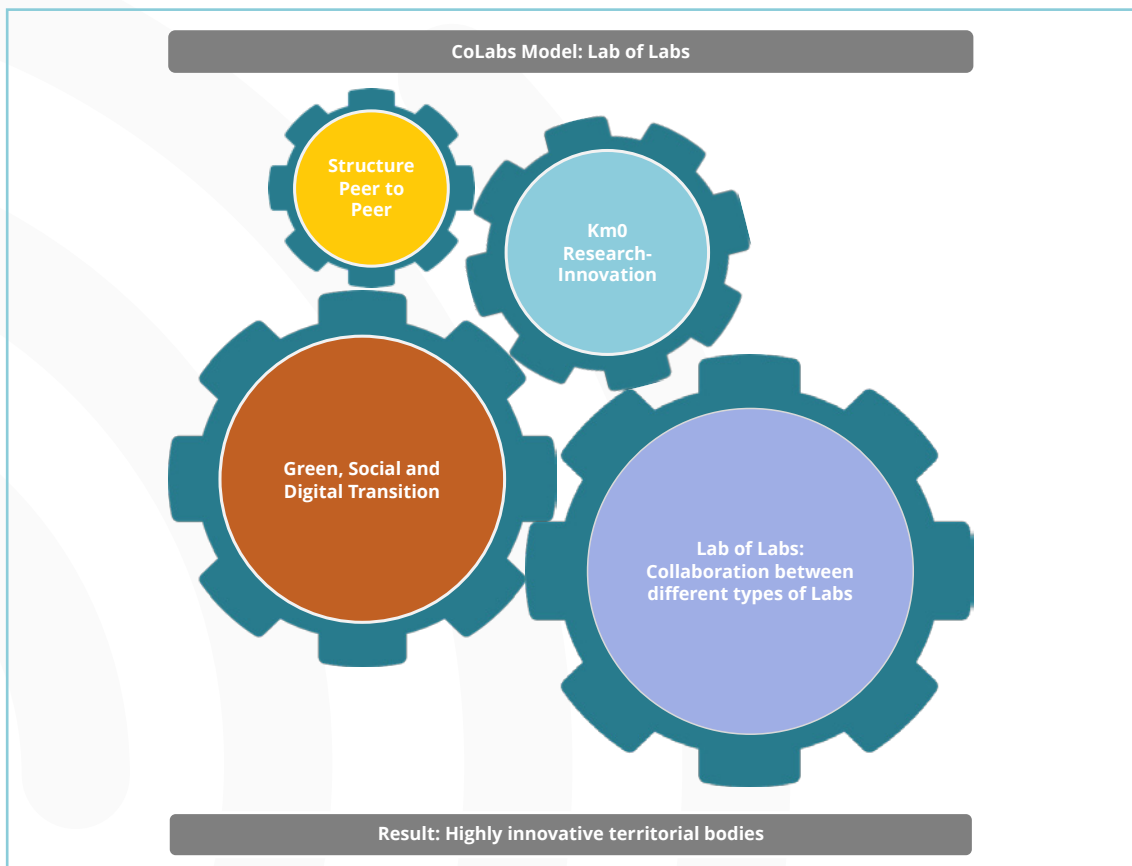 CoLabs Model: Lab of Labs
Structure
Peer to
Peer
Km0
Research-
Innovation
Green, Social and
Digital Transition
Lab of Labs:
Collaboration between
different types of Labs
Result: Highly innovative territorial bodies